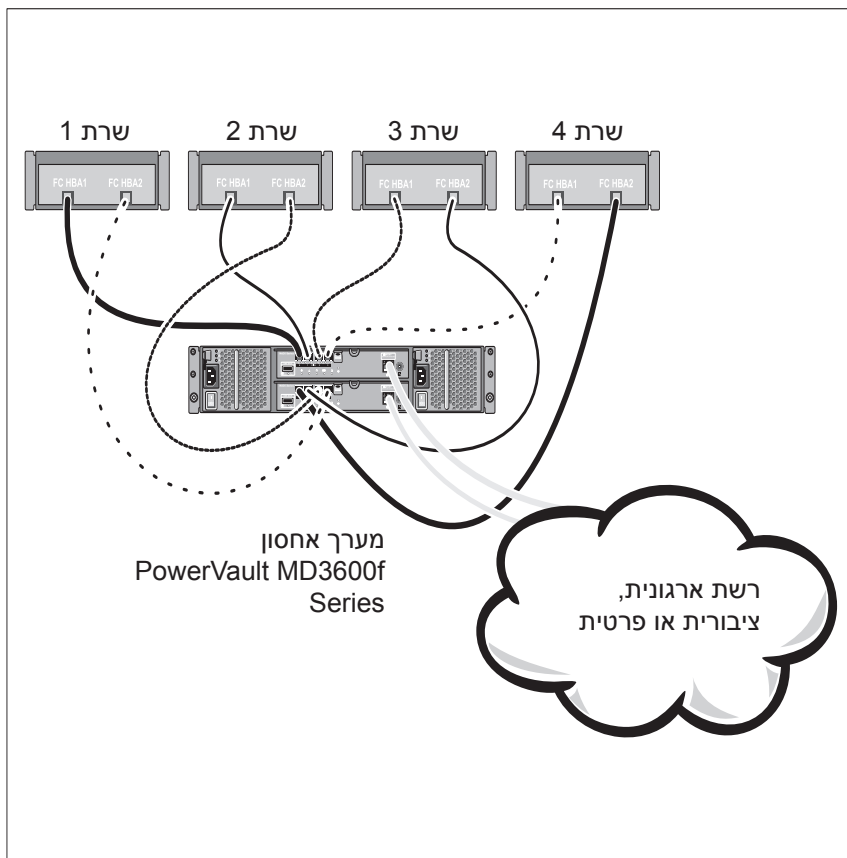 שרת 1
שרת 2
שרת 3
שרת 4
FC HBA1
FC HBA2
FC HBA1
FC HBA2
FC HBA1
FC HBA2
FC HBA1
FC HBA2
מערך אחסון
PowerVault MD3600f
Series
רשת ארגונית,
ציבורית או פרטית